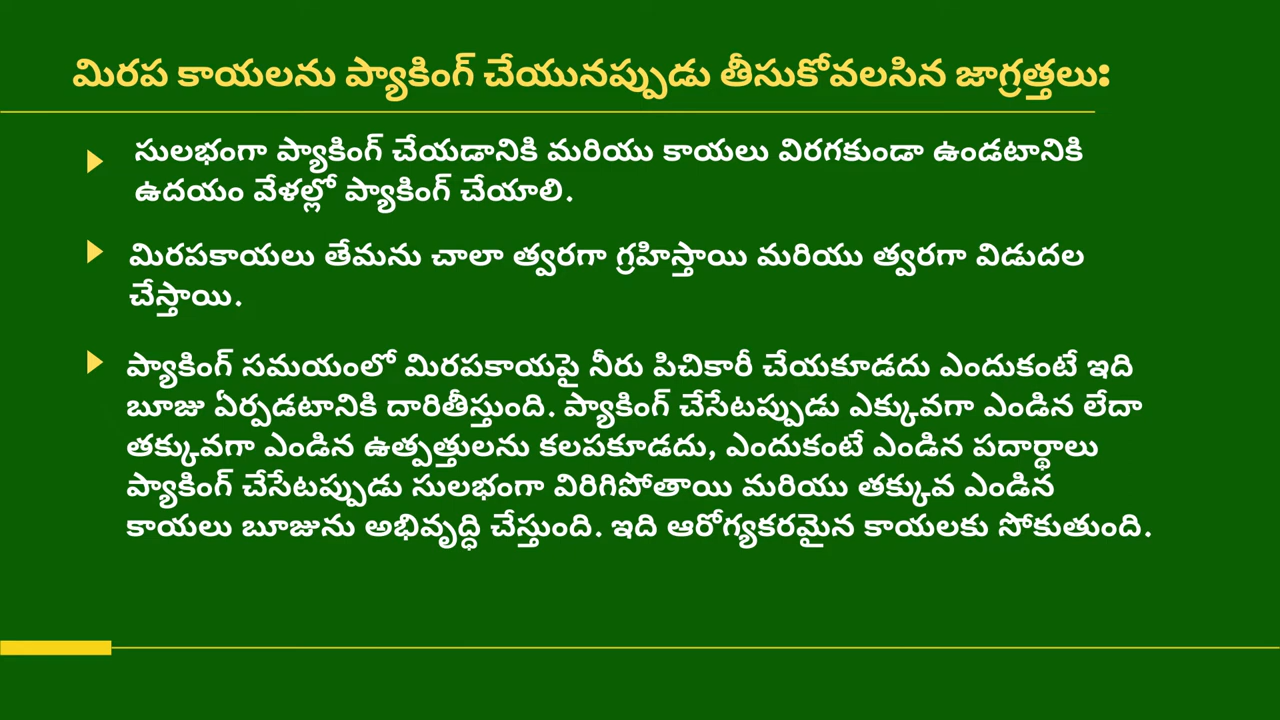 మిరప కాయలను ప్యాకింగ్ చేయునప్పుడు తీసుకోవలసిన జాగ్రత్తలు:
సులభంగా ప్యాకింగ్ చేయడానికి మరియు కాయలు విరగకుండా ఉండటానికి
ఉదయం వేళల్లో ప్యాకింగ్ చేయాలి.
మిరపకాయలు తేమను చాలా త్వరగా గ్రహిస్తాయి మరియు త్వరగా విడుదల
చేస్తాయి.
ప్యాకింగ్ సమయంలో మిరపకాయపై నీరు పిచికారీ చేయకూడదు ఎందుకంటే ఇది
బూజు ఏర్పడటానికి దారితీస్తుంది. ప్యాకింగ్ చేసేటప్పుడు ఎక్కువగా ఎండిన లేదా
తక్కువగా ఎండిన ఉత్పత్తులను కలపకూడదు, ఎందుకంటే ఎండిన పదార్థాలు
ప్యాకింగ్ చేసేటప్పుడు సులభంగా విరిగిపోతాయి మరియు తక్కువ ఎండిన
కాయలు బూజును అభివృద్ధి చేస్తుంది. ఇది ఆరోగ్యకరమైన కాయలకు సోకుతుంది.